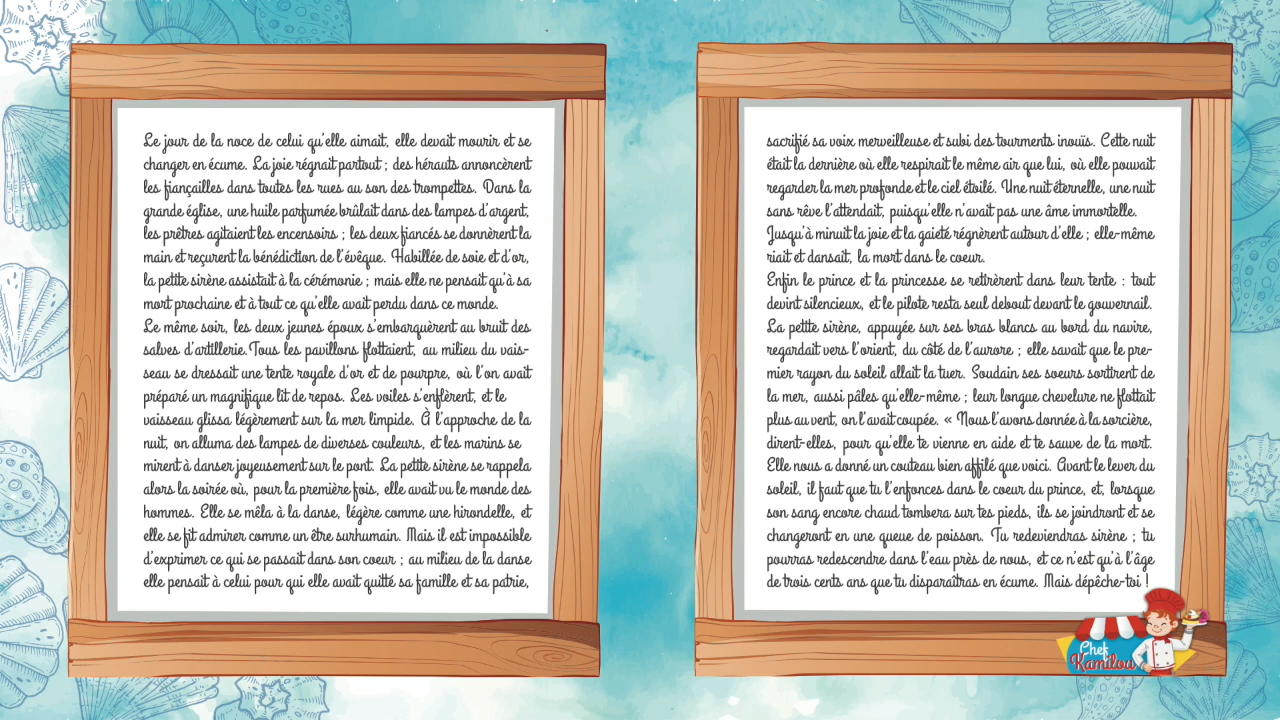 Le jour de la noce de celui qu'elle aimait, elle devait mourir et se
changer en écume. La joie régnait partout ; des hérauts annoncèrent
les fiançailles dans toutes les rues au son des trompettes. Dans la
grande église, une huile parfumée brûlait dans des lampes d'argent,
les prêtres agitaient les encensoirs ; les deux fiancés se donnèrent la
main et reçurent la bénédiction de l'évêque. Habillée de soie et d'or,
la petite sirène assistait à la cérémonie ; mais elle ne pensait qu'à sa
mort prochaine et à tout ce qu'elle avait perdu dans ce monde.
Le même soir, les deux jeunes époux s'embarquèrent au bruit des
salves d'artillerie.Tous les pavillons flottaient, au milieu du vais-
seau se dressait une tente royale d'or et de pourpre, où l'on avait
préparé un magnifique lit de repos. Les voiles s'enflèrent, et le
vaisseau glissa légèrement sur la mer limpide. À l'approche de la
nuit, on alluma des lampes de diverses couleurs, et les marins se
mirent à danser joyeusement sur le pont. La petite sirène se rappela
alors la soirée où, pour la première fois, elle avait vu le monde des
hommes. Elle se mêla à la danse, légère comme une hirondelle, et
elle se fit admirer comme un être surhumain. Mais il est impossible
d'exprimer ce qui se passait dans son coeur ; au milieu de la danse
elle pensait à celui pour qui elle avait quitté sa famille et sa patrie,
sacrifié sa voix merveilleuse et subi des tourments inouïs. Cette nuit
était la dernière où elle respirait le même air que lui, où elle pouvait
regarder la mer profonde et le ciel étoilé. Une nuit éternelle, une nuit
sans rêve l'attendait, puisqu'elle n'avait pas une âme immortelle.
Jusqu'à minuit la joie et la gaieté régnèrent autour d'elle ; elle-même
riait et dansait, la mort dans le coeur.
Enfin le prince et la princesse se retirèrent dans leur tente : tout
devint silencieux, et le pilote resta seul debout devant le gouvernail.
La petite sirène, appuyée sur ses bras blancs au bord du navire,
regardait vers l'orient, du côté de l'aurore ; elle savait que le pre-
mier rayon du soleil allait la tuer. Soudain ses soeurs sortirent de
la mer, aussi pâles qu'elle-même ; leur longue chevelure ne flottait
plus au vent, on l'avait coupée. « Nous l'avons donnée à la sorcière,
dirent-elles, pour qu'elle te vienne en aide et te sauve de la mort.
Elle nous a donné un couteau bien affilé que voici. Avant le lever du
soleil, il faut que tu l'enfonces dans le coeur du prince, et, lorsque
son sang encore chaud tombera sur tes pieds, ils se joindront et se
changeront en une queue de poisson. Tu redeviendras sirène ; tu
pourras redescendre dans l'eau près de nous, et ce n'est qu'à l'âge
de trois cents ans que tu disparaîtras en écume. Mais dépêche-toi !
Chef
Kamilou